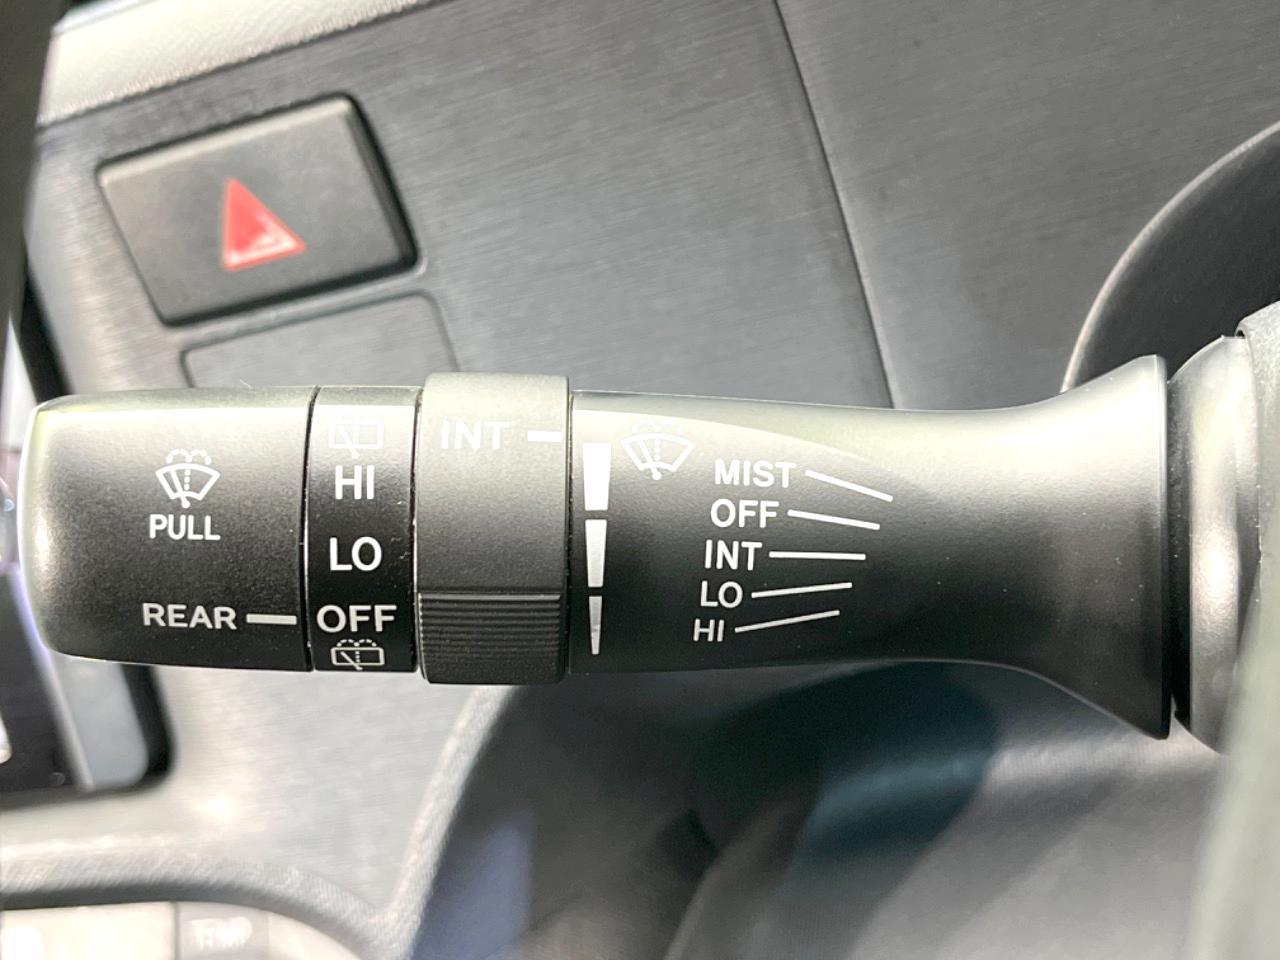 PULL
REAR
HI
LO
OFF
INT
MIST
OFF
INT
LO
HI